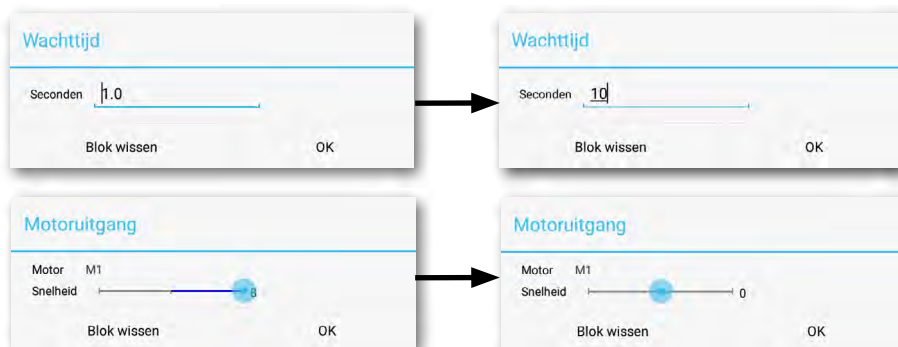 Wachttijd
Seconden 1.0
Blok wissen OK
Wachttijd
Seconden 10
Blok wissen OK
Motoruitgang
Motor M1
Snelheid 8
Blok wissen OK
Motoruitgang
Motor M1
Snelheid 0
Blok wissen OK